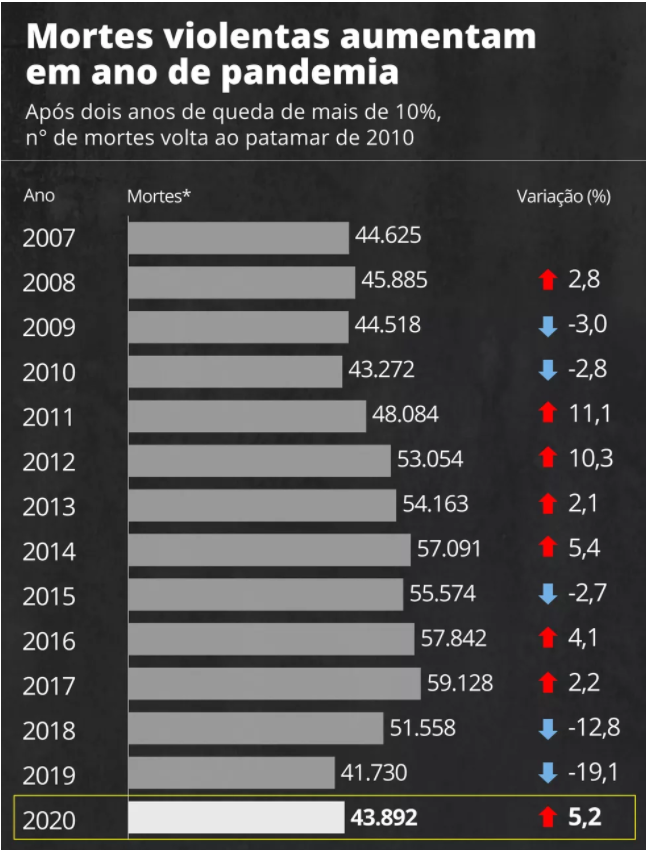 Mortes violentas aumentam
em ano de pandemia
Após dois anos de queda de mais de 10%,
n° de mortes volta ao patamar de 2010
Ano Mortes* Variação (%)
2007 44.625
2008 45.885 2,8
2009 44.518 -3,0
2010 43.272 -2,8
2011 48.084 11,1
2012 53.054 10,3
2013 54.163 2,1
2014 57.091 5,4
2015 55.574 -2,7
2016 57.842 4,1
2017 59.128 2,2
2018 51.558 -12,8
2019 41.730 -19,1
2020 43.892 5,2